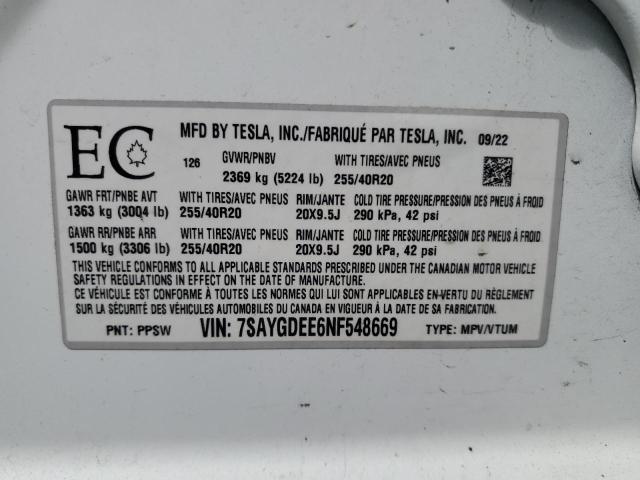 EC
MFD BY TESLA, INC./FABRIQUÉ PAR TESLA, INC. 09/22
126 GVWR/PNBV WITH TIRES/AVEC PNEUS
2369 kg (5224 lb) 255/40R20
GAWR FRT/PNBE AVT WITH TIRES/AVEC PNEUS RIM/JANTE COLD TIRE PRESSURE/PRESSION DES PNEUS À FROID
1363 kg (3004 lb) 255/40R20 20X9.5J 290 kPa, 42 psi
GAWR RR/PNBE ARR WITH TIRES/AVEC PNEUS RIM/JANTE COLD TIRE PRESSURE/PRESSION DES PNEUS À FROID
1500 kg (3306 lb) 255/40R20 20X9.5J 290 kPa, 42 psi
THIS VEHICLE CONFORMS TO ALL APPLICABLE STANDARDS PRESCRIBED UNDER THE CANADIAN MOTOR VEHICLE
SAFETY REGULATIONS IN EFFECT ON THE DATE OF MANUFACTURE.
CE VÉHICULE EST CONFORME À TOUTES LES NORMES QUI LUI SONT APPLICABLES EN VERTU DU RÈGLEMENT
SUR LA SÉCURITÉ DES VÉHICULES AUTOMOBILES DU CANADA EN VIGUEUR À LA DATE DE SA FABRICATION.
PNT: PPSW VIN: 7SAYGDEE6NF548669 TYPE: MPV/VTUM